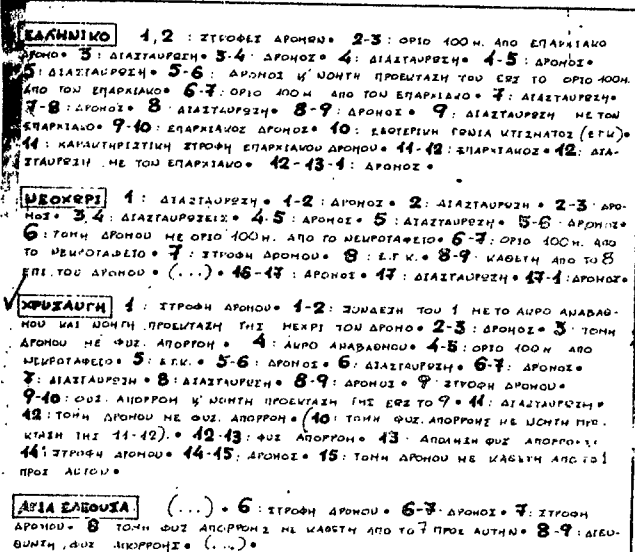 ΕΛΛΗΝΙΚΟ 1,2 : ΣΤΡΟΦΕΣ ΔΡΟΜΩΝ • 2-3 : ΟΡΙΟ 100 Μ. ΑΠΟ ΕΠΑΡΧΙΑΚΟ
ΔΡΟΜΟ • 3 : ΔΙΑΣΤΑΥΡΩΣΗ • 3-4 : ΔΡΟΜΟΣ • 4 : ΔΙΑΣΤΑΥΡΩΣΗ • 4-5 : ΔΡΟΜΟΣ •
5 : ΔΙΑΣΤΑΥΡΩΣΗ • 5-6 : ΔΡΟΜΟΣ Κ' ΝΟΗΤΗ ΠΡΟΕΚΤΑΣΗ ΤΟΥ ΕΩΣ ΤΟ ΟΡΙΟ 100Μ.
ΑΠΟ ΤΟΝ ΕΠΑΡΧΙΑΚΟ • 6-7 : ΟΡΙΟ 100 Μ ΑΠΟ ΤΟΝ ΕΠΑΡΧΙΑΚΟ • 7 : ΔΙΑΣΤΑΥΡΩΣΗ •
7-8 : ΔΡΟΜΟΣ • 8 : ΔΙΑΣΤΑΥΡΩΣΗ • 8-9 : ΔΡΟΜΟΣ • 9 : ΔΙΑΣΤΑΥΡΩΣΗ ΜΕ ΤΟΝ
ΕΠΑΡΧΙΑΚΟ • 9-10 : ΕΠΑΡΧΙΑΚΟΣ ΔΡΟΜΟΣ • 10 : ΕΣΩΤΕΡΙΚΗ ΓΩΝΙΑ ΚΤΙΣΜΑΤΟΣ (Ε.Γ.Κ) •
11 : ΧΑΡΑΚΤΗΡΙΣΤΙΚΗ ΣΤΡΟΦΗ ΕΠΑΡΧΙΑΚΟΥ ΔΡΟΜΟΥ • 11-12 : ΕΠΑΡΧΙΑΚΟΣ • 12 : ΔΙΑ-
ΣΤΑΥΡΩΣΗ ΜΕ ΤΟΝ ΕΠΑΡΧΙΑΚΟ • 12-13-1 : ΔΡΟΜΟΣ •
ΝΕΟΧΩΡΙ 1 : ΔΙΑΣΤΑΥΡΩΣΗ • 1-2 : ΔΡΟΜΟΣ • 2 : ΔΙΑΣΤΑΥΡΩΣΗ • 2-3 ΔΡΟ-
ΜΟΣ • 3,4 : ΔΙΑΣΤΑΥΡΩΣΕΙΣ • 4-5 : ΔΡΟΜΟΣ • 5 : ΔΙΑΣΤΑΥΡΩΣΗ • 5-6 ΔΡΟΜΟΣ •
6 : ΤΟΜΗ ΔΡΟΜΟΥ ΜΕ ΟΡΙΟ 100 Μ. ΑΠΟ ΤΟ ΝΕΚΡΟΤΑΦΕΙΟ • 6-7 : ΟΡΙΟ 100 Μ. ΑΠΟ
ΤΟ ΝΕΚΡΟΤΑΦΕΙΟ • 7 : ΣΤΡΟΦΗ ΔΡΟΜΟΥ • 8 : Ε.Γ.Κ. • 8-9 : ΚΑΘΕΤΗ ΑΠΟ ΤΟ 8
ΕΠΙ ΤΟΥ ΔΡΟΜΟΥ • (...) • 16-17 : ΔΡΟΜΟΣ • 17 : ΔΙΑΣΤΑΥΡΩΣΗ • 17-1 : ΔΡΟΜΟΣ •
ΧΡΥΣΑΥΓΗ 1 : ΣΤΡΟΦΗ ΔΡΟΜΟΥ • 1-2 : ΣΥΝΔΕΣΗ ΤΟΥ 1 ΜΕ ΤΟ ΑΚΡΟ ΑΝΑΒΑΘ-
ΜΟΥ ΚΑΙ ΝΟΗΤΗ ΠΡΟΕΚΤΑΣΗ ΤΗΣ ΜΕΧΡΙ ΤΟΝ ΔΡΟΜΟ • 2-3 : ΔΡΟΜΟΣ • 3 : ΤΟΜΗ
ΔΡΟΜΟΥ ΜΕ ΦΥΣ. ΑΠΟΡΡΟΗ • 4 : ΑΚΡΟ ΑΝΑΒΑΘΜΟΥ • 4-5 : ΟΡΙΟ 100 Μ ΑΠΟ
ΝΕΚΡΟΤΑΦΕΙΟ • 5 : Ε.Γ.Κ. • 5-6 : ΔΡΟΜΟΣ • 6 : ΔΙΑΣΤΑΥΡΩΣΗ • 6-7 : ΔΡΟΜΟΣ •
7 : ΔΙΑΣΤΑΥΡΩΣΗ • 8 : ΔΙΑΣΤΑΥΡΩΣΗ • 8-9 : ΔΡΟΜΟΣ • 9 : ΣΤΡΟΦΗ ΔΡΟΜΟΥ •
9-10 : ΦΥΣ. ΑΠΟΡΡΟΗ Κ' ΝΟΗΤΗ ΠΡΟΕΚΤΑΣΗ ΤΗΣ ΕΩΣ ΤΟ 9 • 11 : ΔΙΑΣΤΑΥΡΩΣΗ •
12 : ΤΟΜΗ ΔΡΟΜΟΥ ΜΕ ΦΥΣ. ΑΠΟΡΡΟΗ • (10 : ΤΟΜΗ ΦΥΣ. ΑΠΟΡΡΟΗΣ ΜΕ ΝΟΗΤΗ ΠΡΟΕ-
ΚΤΑΣΗ ΤΗΣ 11-12). • 12-13 : ΦΥΣ ΑΠΟΡΡΟΗ • 13 : ΑΠΟΛΗΞΗ ΦΥΣ ΑΠΟΡΡΟΗΣ
14 : ΣΤΡΟΦΗ ΔΡΟΜΟΥ • 14-15 : ΔΡΟΜΟΣ • 15 : ΤΟΜΗ ΔΡΟΜΟΥ ΜΕ ΚΑΘΕΤΗ ΑΠΟ ΤΟ 1
ΠΡΟΣ ΑΥΤΟΝ •
ΑΓΙΑ ΕΛΕΟΥΣΑ (...) • 6 : ΣΤΡΟΦΗ ΔΡΟΜΟΥ • 6-7 : ΔΡΟΜΟΣ • 7 : ΣΤΡΟΦΗ
ΔΡΟΜΟΥ • 8 ΤΟΜΗ ΦΥΣ ΑΠΟΡΡΟΗΣ ΜΕ ΚΑΘΕΤΗ ΑΠΟ ΤΟ 7 ΠΡΟΣ ΑΥΤΗΝ • 8-9 : ΔΙΕΥ-
ΘΥΝΣΗ ΦΥΣ ΑΠΟΡΡΟΗΣ • (...) •